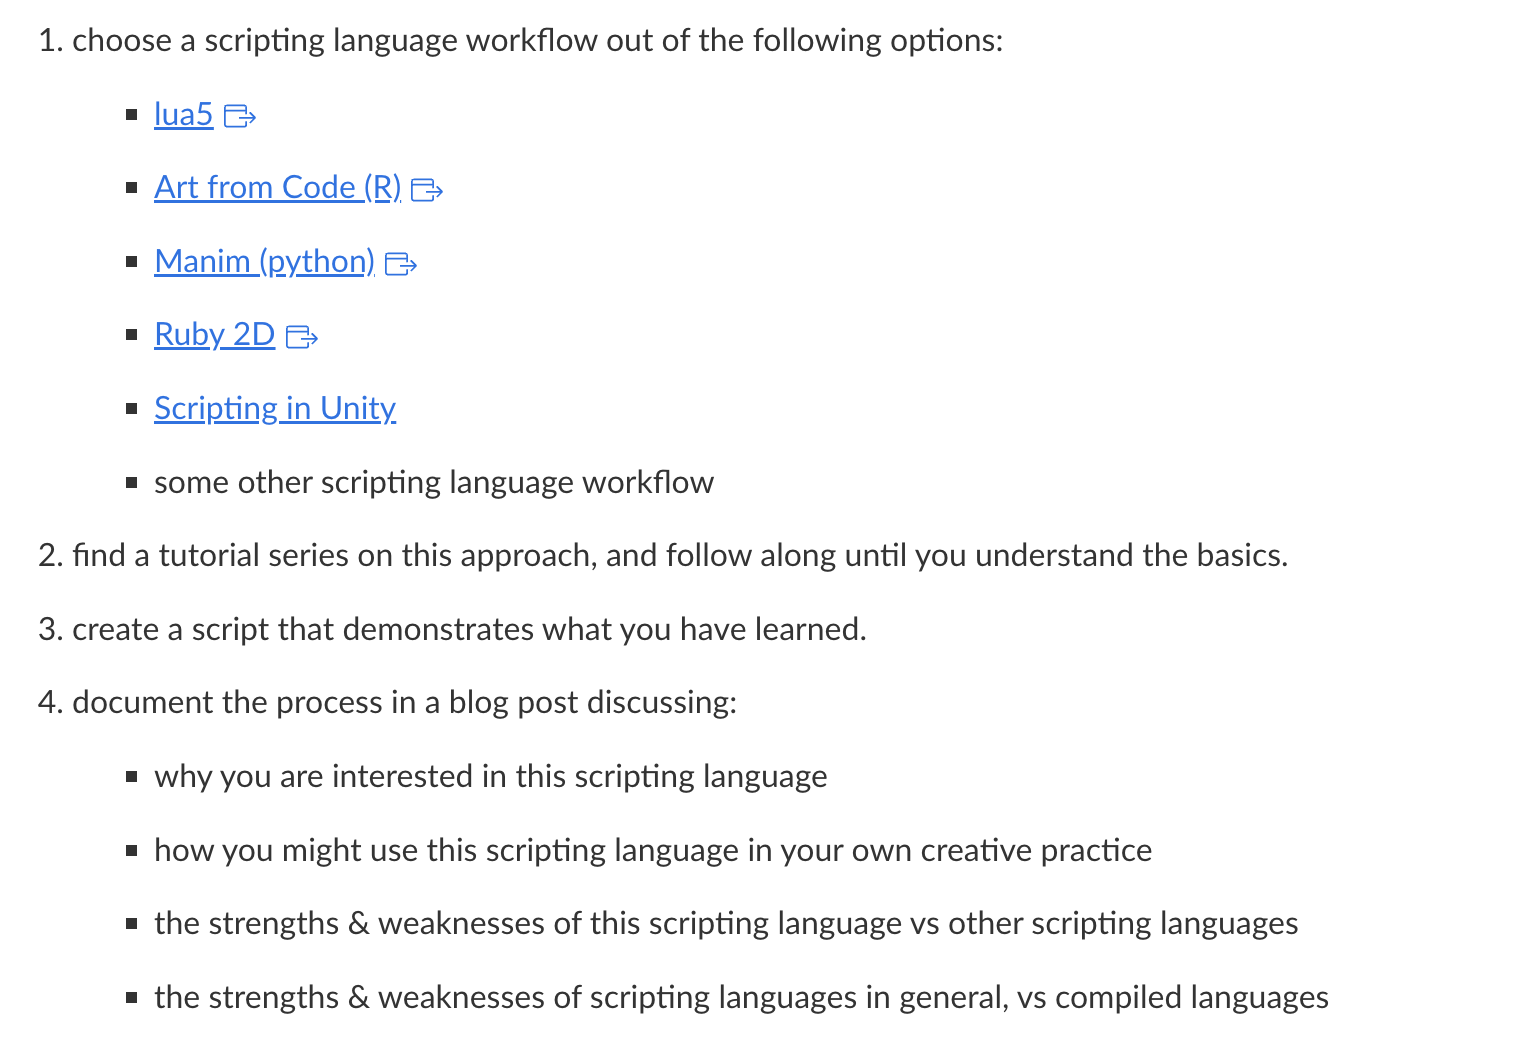 1. choose a scripting language workflow out of the following options:
▪ lua5
▪ Art from Code (R)
▪ Manim (python)
▪ Ruby 2D
▪ Scripting in Unity
▪ some other scripting language workflow
2. find a tutorial series on this approach, and follow along until you understand the basics.
3. create a script that demonstrates what you have learned.
4. document the process in a blog post discussing:
▪ why you are interested in this scripting language
▪ how you might use this scripting language in your own creative practice
▪ the strengths & weaknesses of this scripting language vs other scripting languages
▪ the strengths & weaknesses of scripting languages in general, vs compiled languages